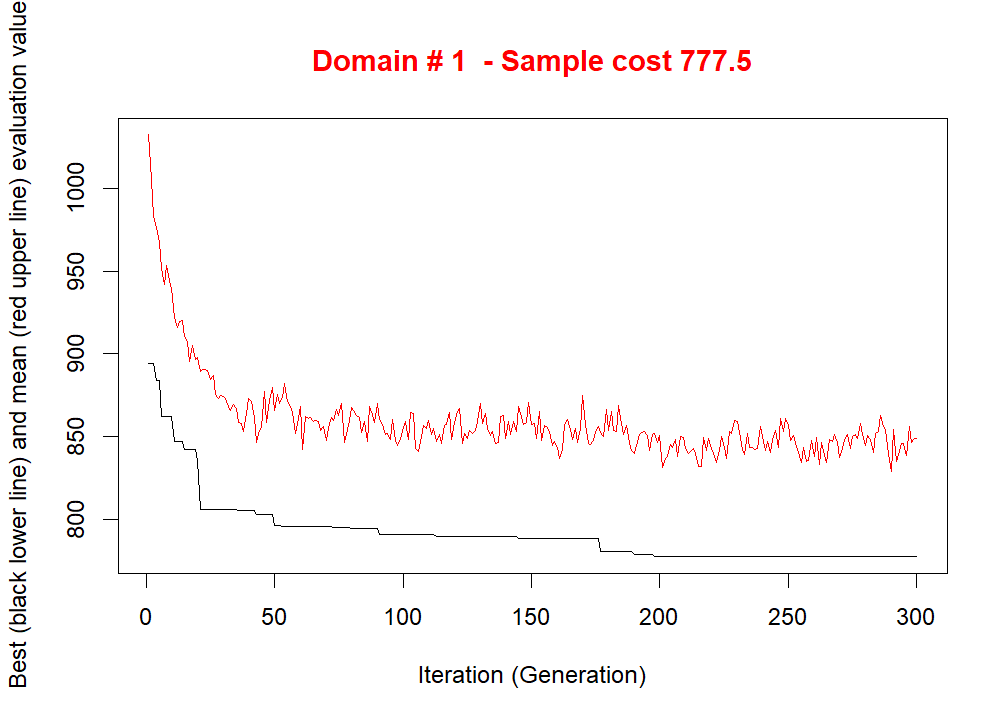 Domain # 1  - Sample cost 777.5
Best (black lower line) and mean (red upper line) evaluation value
1000
950
900
850
800
0 50 100 150 200 250 300
Iteration (Generation)